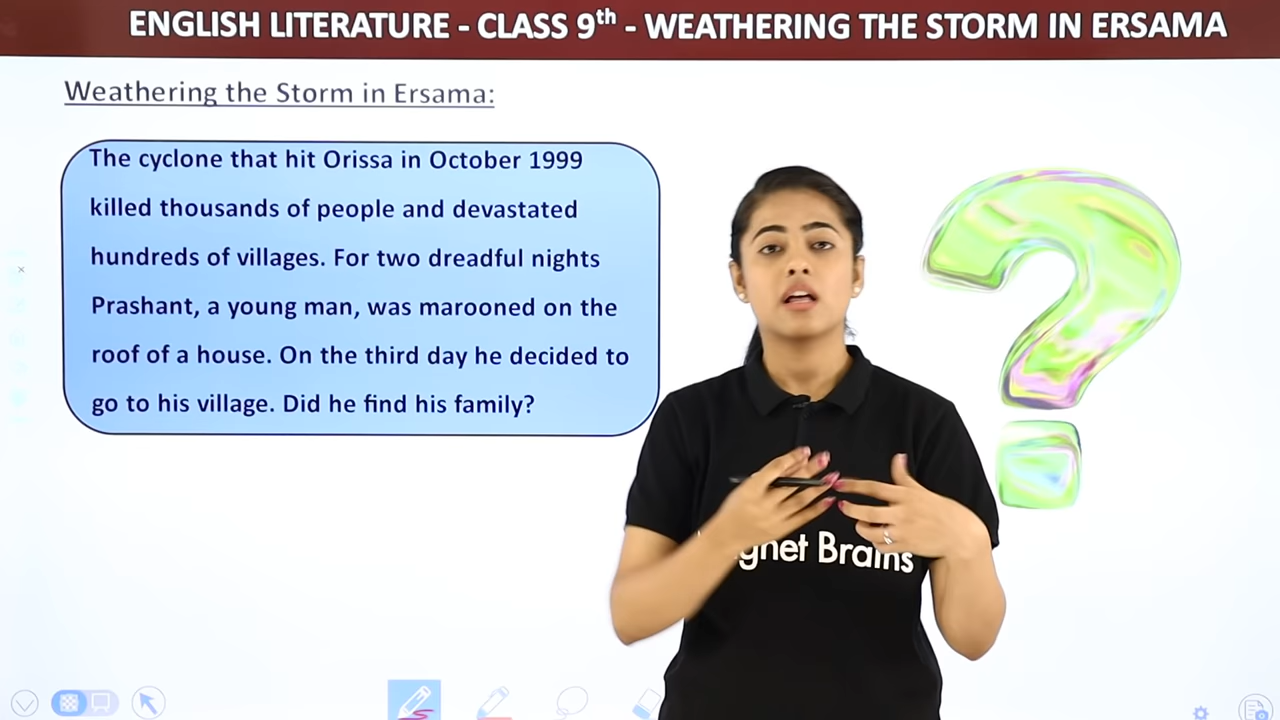 ENGLISH LITERATURE - CLASS 9th - WEATHERING THE STORM IN ERSAMA
Weathering the Storm in Ersama:
The cyclone that hit Orissa in October 1999
killed thousands of people and devastated
hundreds of villages. For two dreadful nights
Prashant, a young man, was marooned on the
roof of a house. On the third day he decided to
go to his village. Did he find his family?
Brains